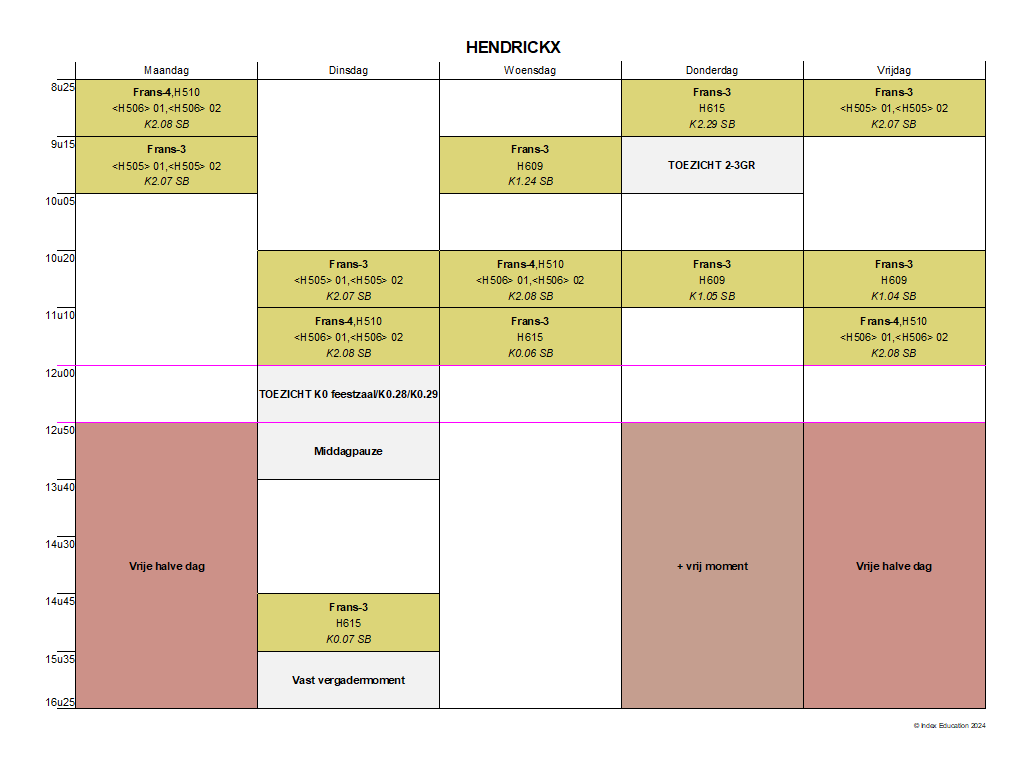 HENDRICKX
Maandag Dinsdag Woensdag Donderdag Vrijdag
8u25
Frans-4,H510
<H506> 01,<H506> 02
K2.08 SB
Frans-3
H615
K2.29 SB
Frans-3
<H505> 01,<H505> 02
K2.07 SB
9u15
Frans-3
<H505> 01,<H505> 02
K2.07 SB
Frans-3
H609
K1.24 SB
TOEZICHT 2-3GR
10u05
10u20
Frans-3
<H505> 01,<H505> 02
K2.07 SB
Frans-4,H510
<H506> 01,<H506> 02
K2.08 SB
Frans-3
H609
K1.05 SB
Frans-3
H609
K1.04 SB
11u10
Frans-4,H510
<H506> 01,<H506> 02
K2.08 SB
Frans-3
H615
K0.06 SB
Frans-4,H510
<H506> 01,<H506> 02
K2.08 SB
12u00
TOEZICHT K0 feestzaal/K0.28/K0.29
12u50
Middagpauze
13u40
14u30
Vrije halve dag
+ vrij moment
Vrije halve dag
14u45
Frans-3
H615
K0.07 SB
15u35
Vast vergadermoment
16u25
© Index Education 2024